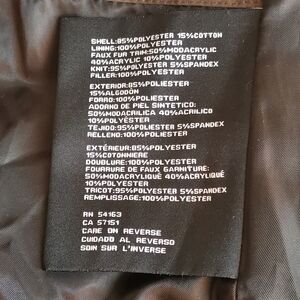 SHELL:85%POLYESTER 15%COTTON
LINING:100%POLYESTER
FAUX FUR TRIM:50%MODACRYLIC
40%ACRYLIC 10%POLYESTER
KNIT:95%POLYESTER 5%SPANDEX
FILLER:100%POLYESTER
EXTERIOR:85%POLIESTER
15%ALGODÓN
FORRO:100%POLIESTER
ADORNO DE PIEL SINTETICO:
50%MODACRILICA 40%ACRILICO
10%POLIESTER
TEJIDO:95%POLIESTER 5%SPANDEX
RELLENO:100%POLIESTER
EXTÉRIEUR:85%POLYESTER
15%COTONNIERE
DOUBLURE:100%POLYESTER
FOURRURE DE FAUX GARNITURE:
50%MODACRYLIQUE 40%ACRYLIQUE
10%POLYESTER
TRICOT:95%POLYESTER 5%SPANDEX
REMPLISSAGE:100%POLYESTER
RN 54163
CA 57151
CARE ON REVERSE
CUIDADO AL REVERSO
SOIN SUR L'INVERSE